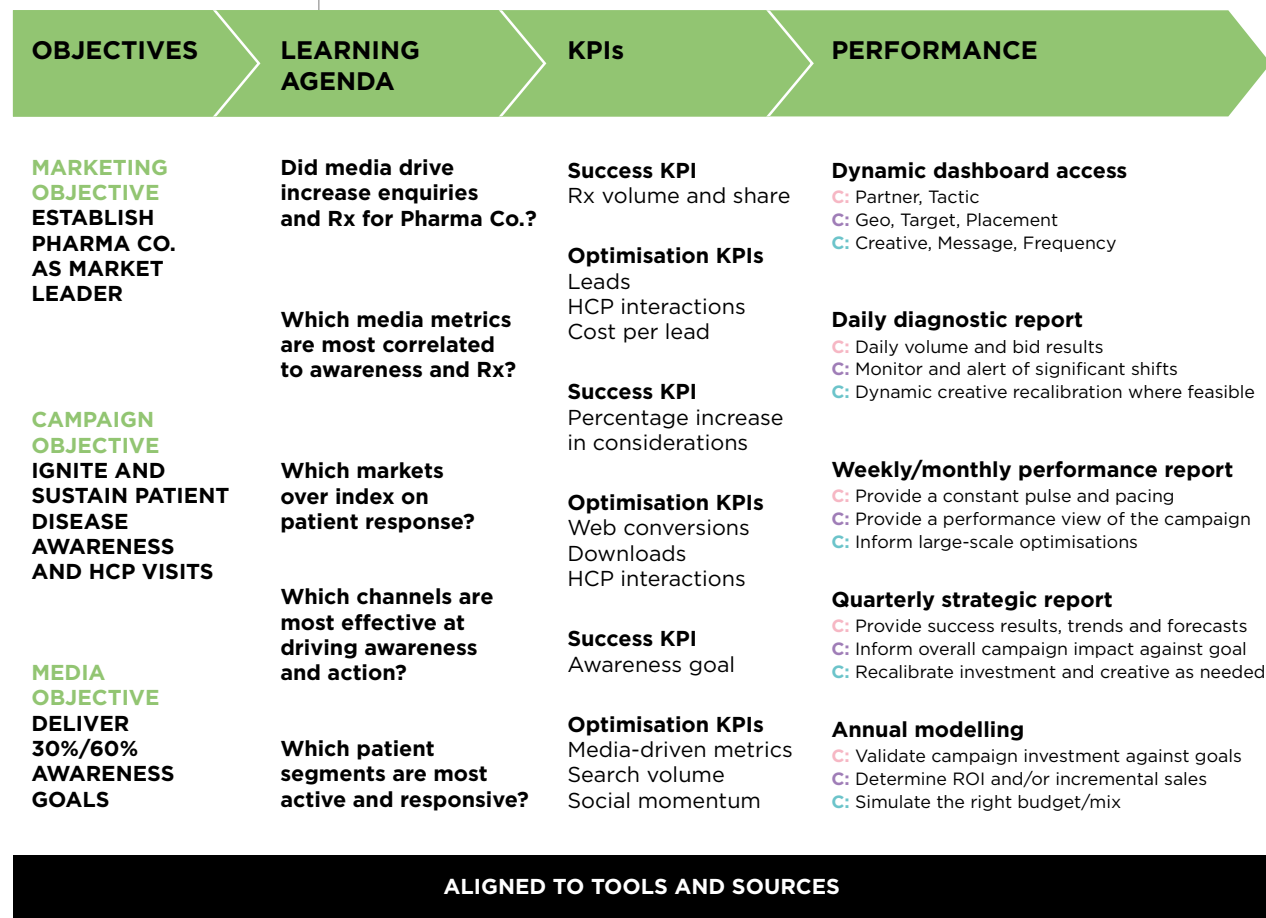 OBJECTIVES
LEARNING
AGENDA
KPIs
PERFORMANCE
MARKETING
OBJECTIVE
ESTABLISH
PHARMA CO.
AS MARKET
LEADER
CAMPAIGN
OBJECTIVE
IGNITE AND
SUSTAIN PATIENT
DISEASE
AWARENESS
AND HCP VISITS
MEDIA
OBJECTIVE
DELIVER
30%/60%
AWARENESS
GOALS
Did media drive
increase enquiries
and Rx for Pharma Co.?
Which media metrics
are most correlated
to awareness and Rx?
Which markets
over index on
patient response?
Which channels are
most effective at
driving awareness
and action?
Which patient
segments are most
active and responsive?
Success KPI
Rx volume and share
Optimisation KPIs
Leads
HCP interactions
Cost per lead
Success KPI
Percentage increase
in considerations
Optimisation KPIs
Web conversions
Downloads
HCP interactions
Success KPI
Awareness goal
Optimisation KPIs
Media-driven metrics
Search volume
Social momentum
Dynamic dashboard access
C: Partner, Tactic
C: Geo, Target, Placement
C: Creative, Message, Frequency
Daily diagnostic report
C: Daily volume and bid results
C: Monitor and alert of significant shifts
C: Dynamic creative recalibration where feasible
Weekly/monthly performance report
C: Provide a constant pulse and pacing
C: Provide a performance view of the campaign
C: Inform large-scale optimisations
Quarterly strategic report
C: Provide success results, trends and forecasts
C: Inform overall campaign impact against goal
C: Recalibrate investment and creative as needed
Annual modelling
C: Validate campaign investment against goals
C: Determine ROI and/or incremental sales
C: Simulate the right budget/mix
ALIGNED TO TOOLS AND SOURCES